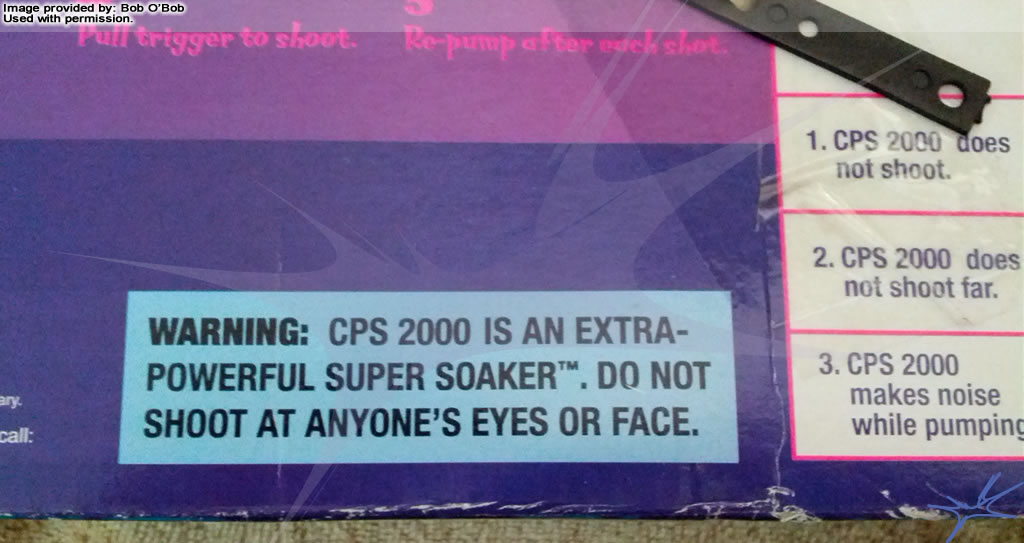 Image provided by: Bob O'Bob
Used with permission.
Pull trigger to shoot.
Re-pump after each shot.
1. CPS 2000 does
not shoot.
2. CPS 2000 does
not shoot far.
3. CPS 2000
makes noise
while pumping
WARNING: CPS 2000 IS AN EXTRA-
POWERFUL SUPER SOAKER™. DO NOT
SHOOT AT ANYONE'S EYES OR FACE.
ary.
call: